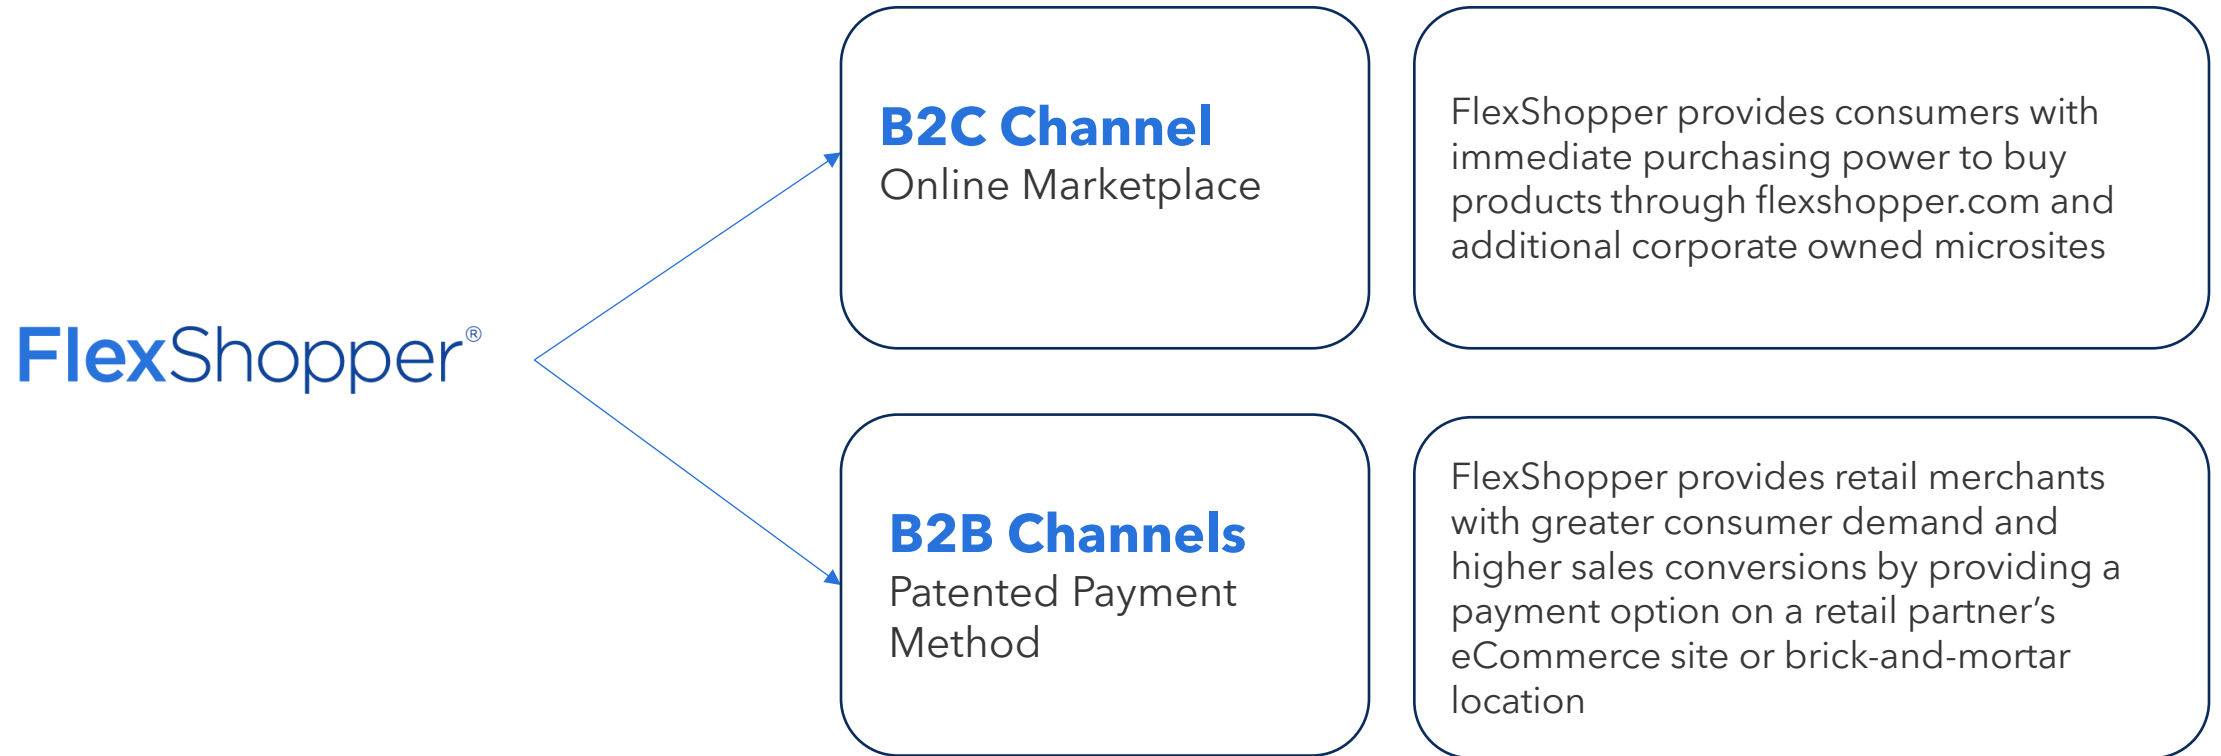 FlexShopper®
B2C Channel
Online Marketplace
FlexShopper provides consumers with
immediate purchasing power to buy
products through flexshopper.com and
additional corporate owned microsites
B2B Channels
Patented Payment
Method
FlexShopper provides retail merchants
with greater consumer demand and
higher sales conversions by providing a
payment option on a retail partner’s
eCommerce site or brick-and-mortar
location